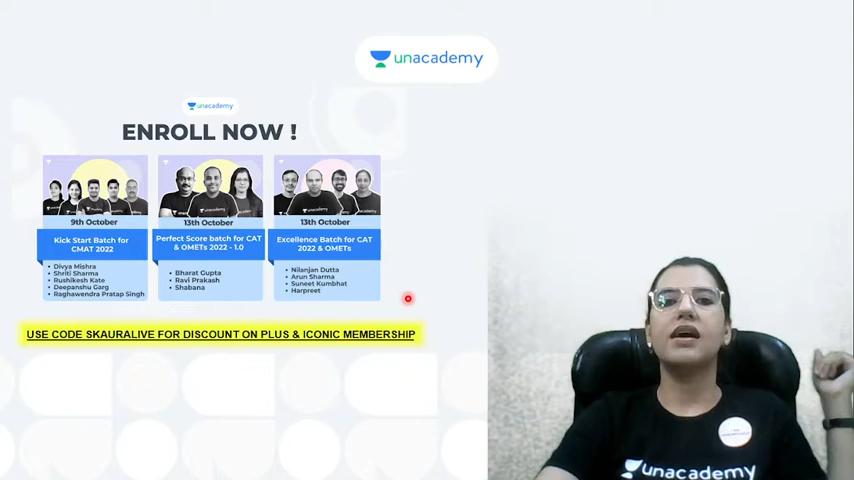 unacademy
unacademy
ENROLL NOW !
9th October
Kick Start Batch for
CMAT 2022
Divya Mishra
Shriti Sharma
Rushikesh Kate
Deepanshu Garg
Raghawendra Pratap Singh
13th October
Perfect Score batch for CAT
& OMETs 2022 - 1.0
Bharat Gupta
Ravi Prakash
Shabana
13th October
Excellence Batch for CAT
2022 & OMETs
Nilanjan Dutta
Arun Sharma
Suneet Kumbhat
Harpreet
USE CODE SKAURALIVE FOR DISCOUNT ON PLUS & ICONIC MEMBERSHIP
unacademy